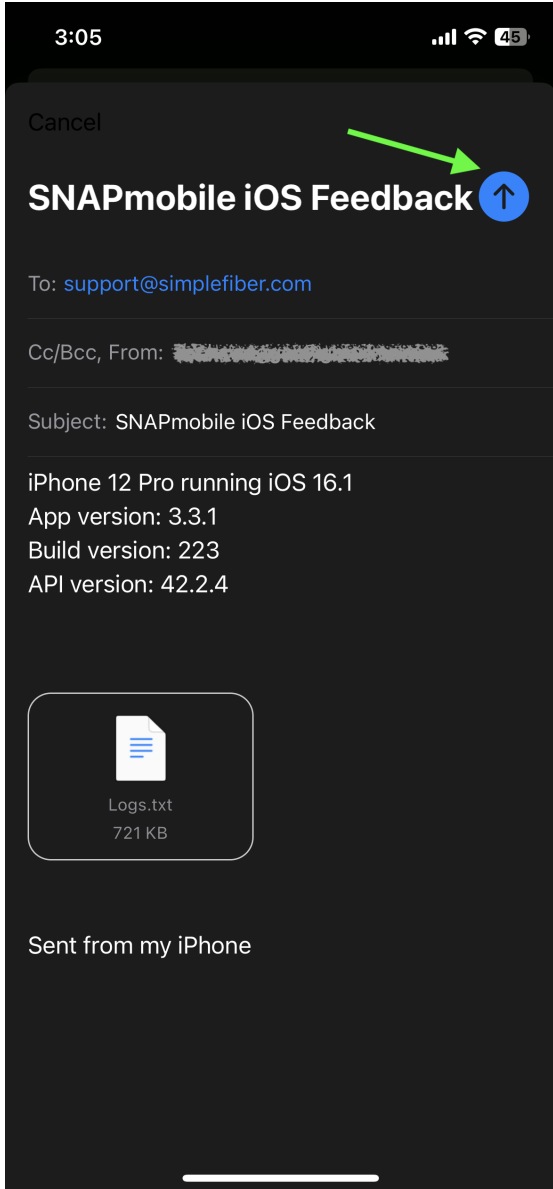 3:05
45
Cancel
SNAPmobile iOS Feedback
To: support@simplefiber.com
Cc/Bcc, From:
Subject: SNAPmobile iOS Feedback
iPhone 12 Pro running iOS 16.1
App version: 3.3.1
Build version: 223
API version: 42.2.4
Logs.txt
721 KB
Sent from my iPhone